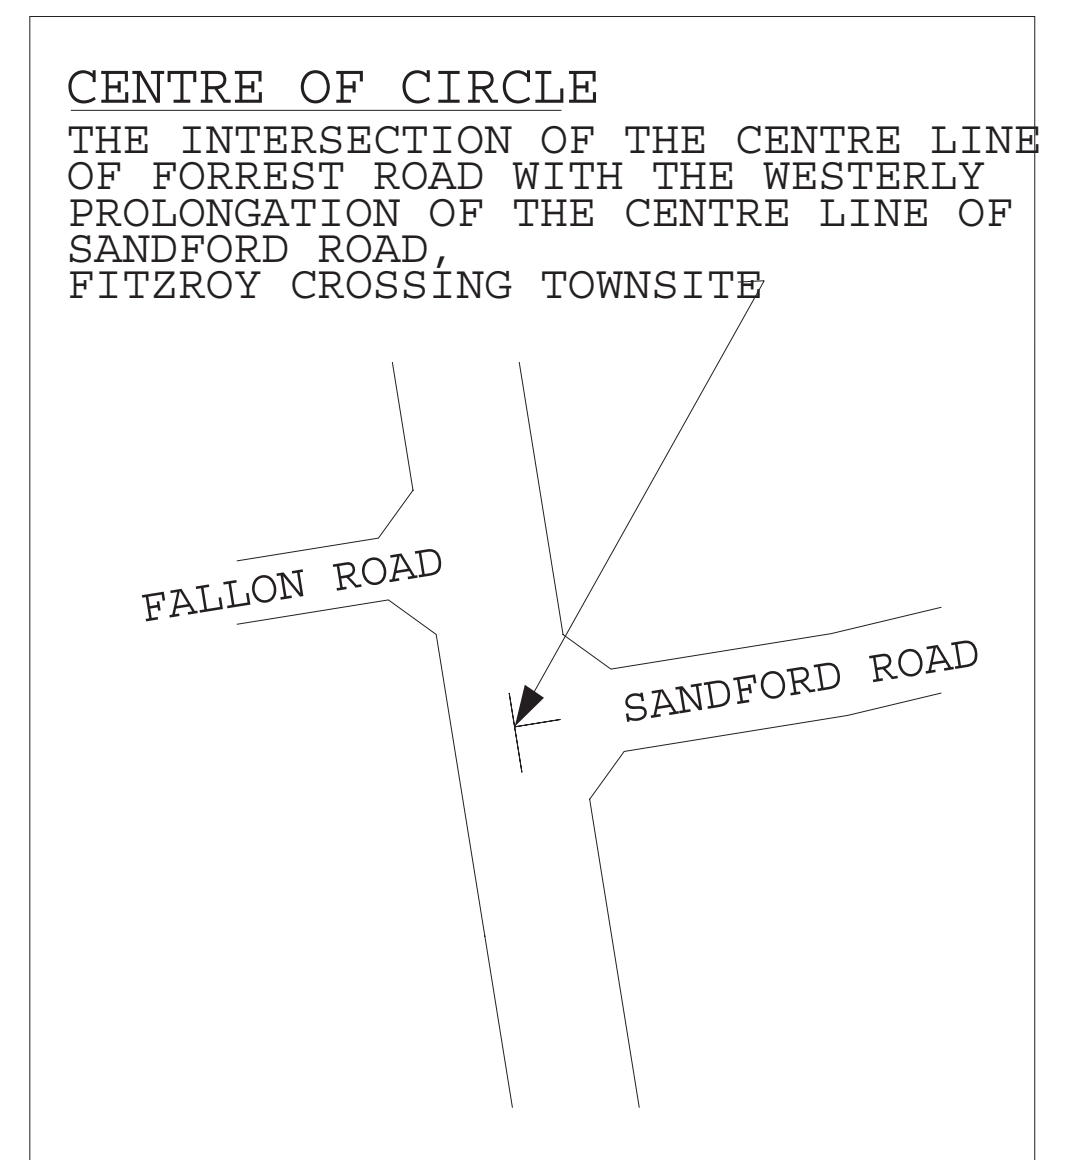 CENTRE OF CIRCLE
THE INTERSECTION OF THE CENTRE LINE
OF FORREST ROAD WITH THE WESTERLY
PROLONGATION OF THE CENTRE LINE OF
SANDFORD ROAD,
FITZROY CROSSING TOWNSITE
FALLON ROAD
SANDFORD ROAD